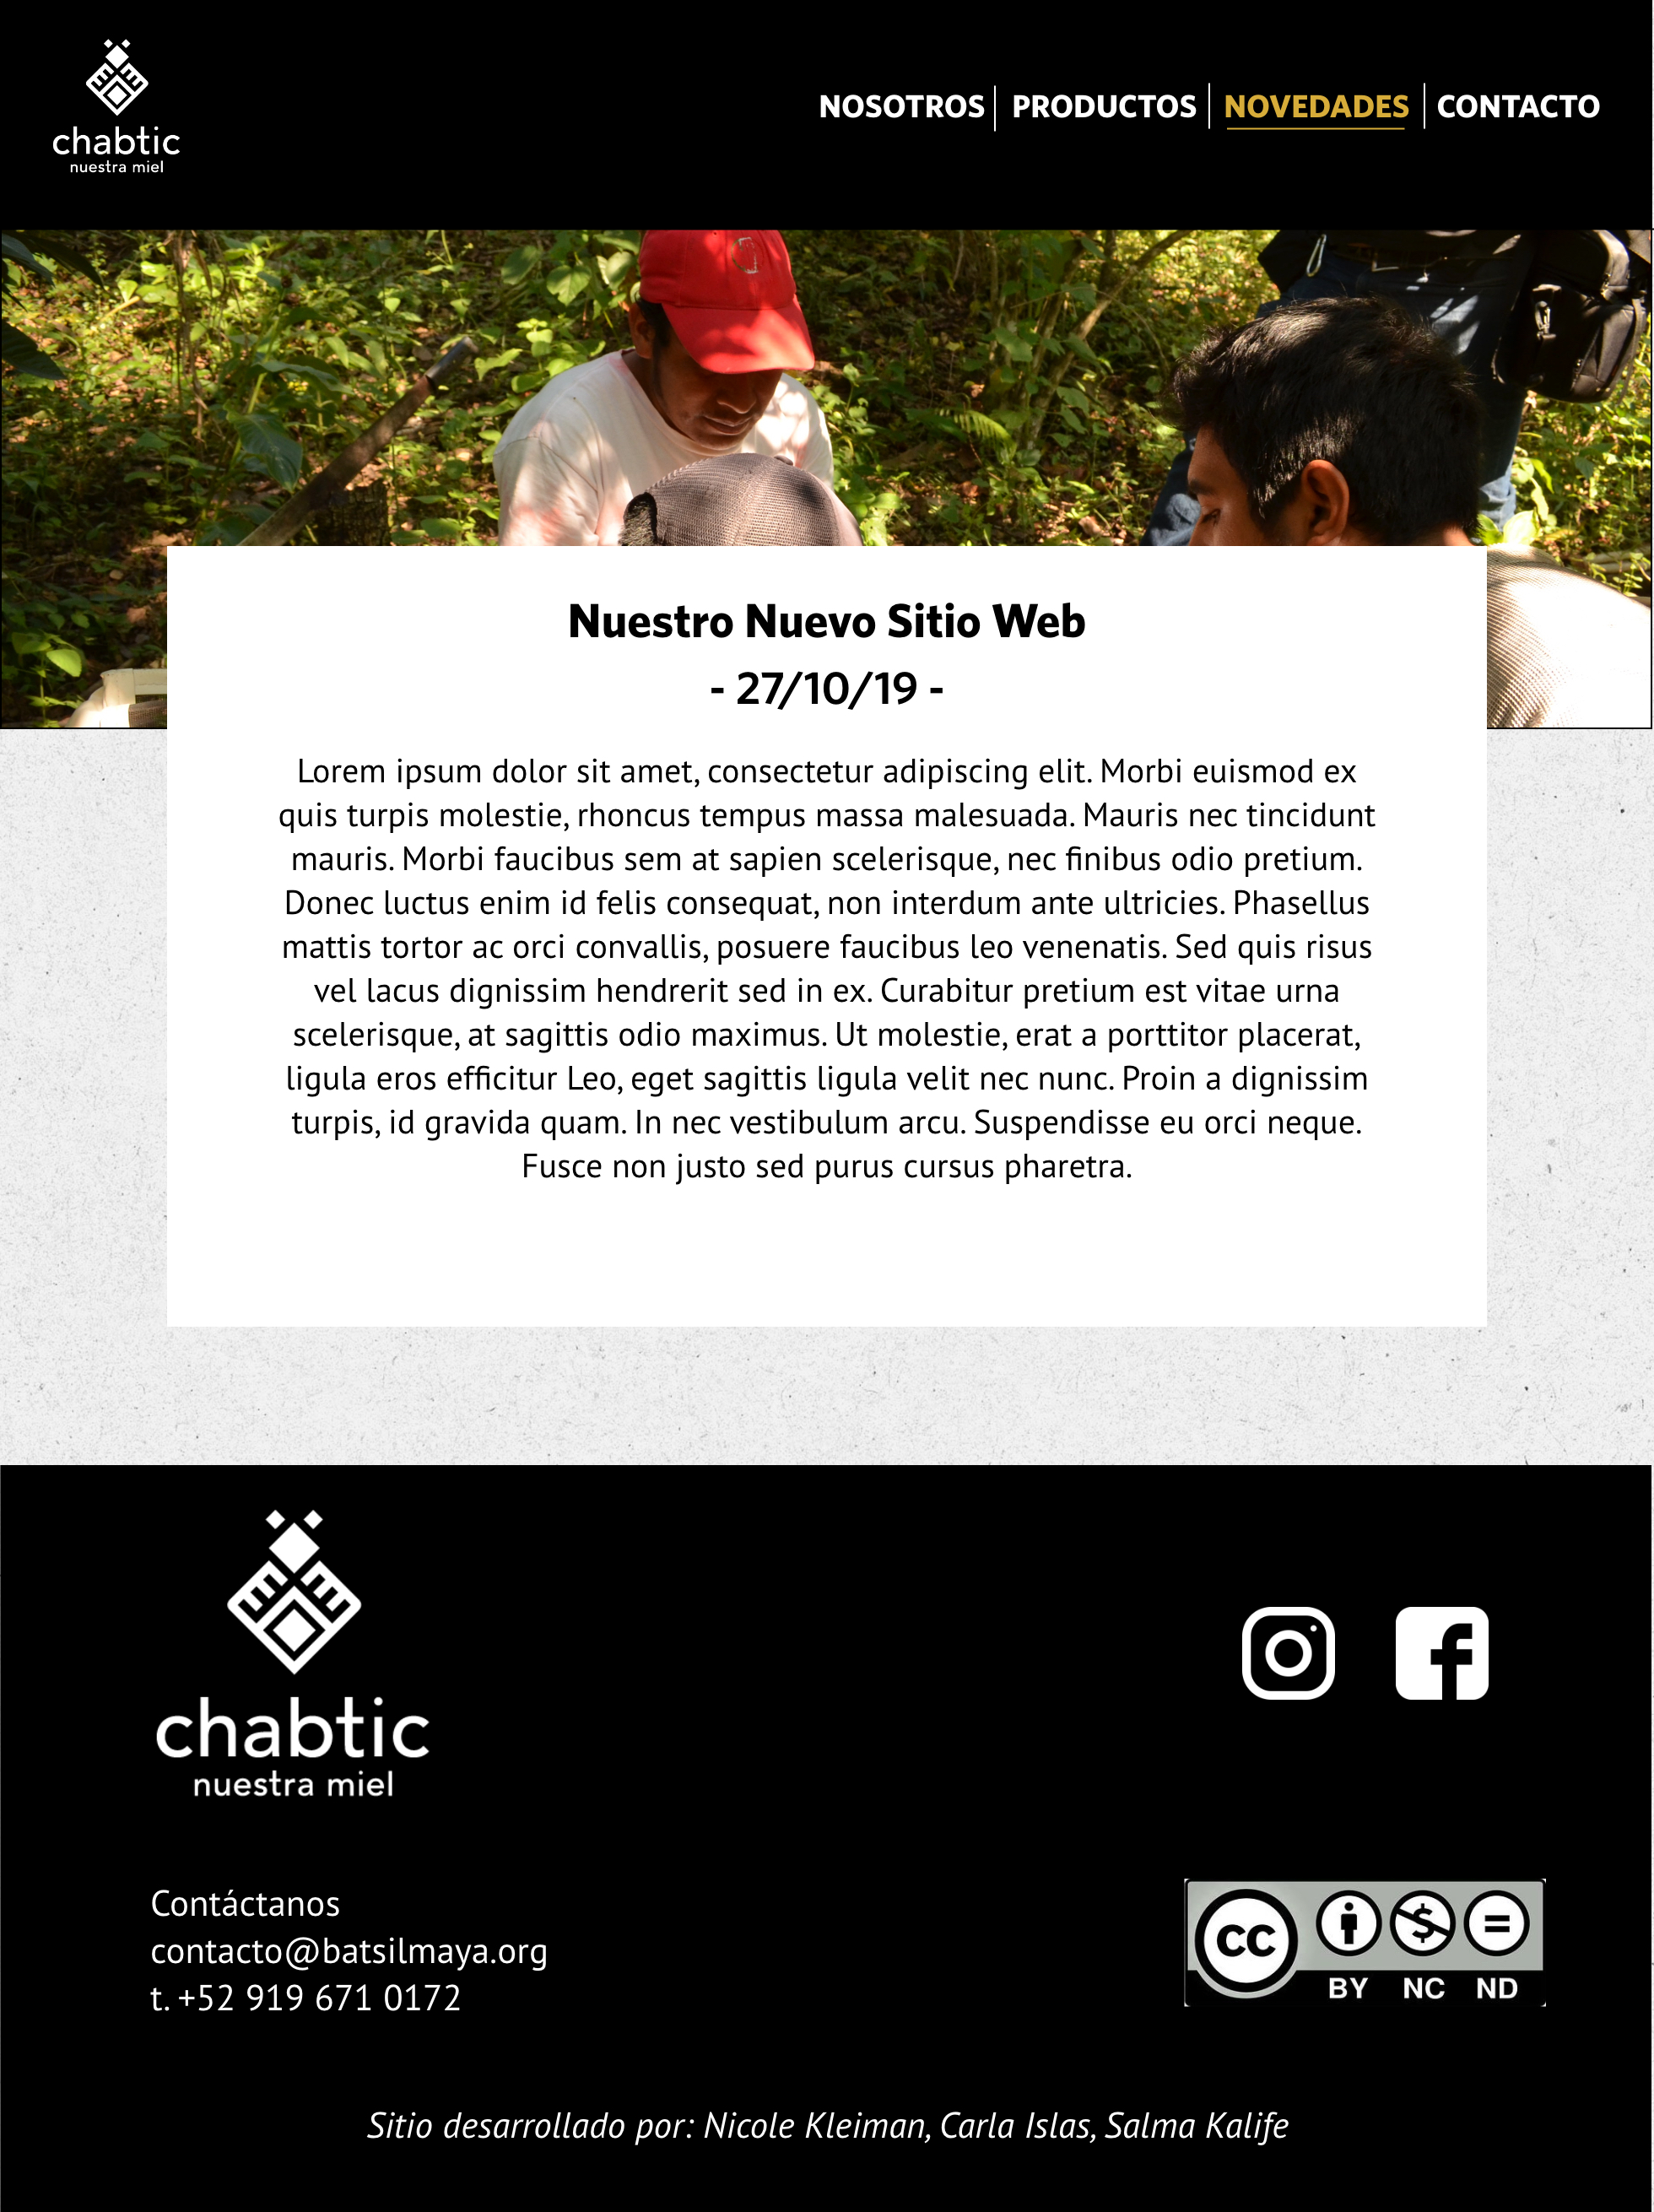 chabtic
nuestra miel
NOSOTROS PRODUCTOS NOVEDADES CONTACTO
Nuestro Nuevo Sitio Web
- 27/10/19 -
Lorem ipsum dolor sit amet, consectetur adipiscing elit. Morbi euismod ex
quis turpis molestie, rhoncus tempus massa malesuada. Mauris nec tincidunt
mauris. Morbi faucibus sem at sapien scelerisque, nec finibus odio pretium.
Donec luctus enim id felis consequat, non interdum ante ultricies. Phasellus
mattis tortor ac orci convallis, posuere faucibus leo venenatis. Sed quis risus
vel lacus dignissim hendrerit sed in ex. Curabitur pretium est vitae urna
scelerisque, at sagittis odio maximus. Ut molestie, erat a porttitor placerat,
ligula eros efficitur Leo, eget sagittis ligula velit nec nunc. Proin a dignissim
turpis, id gravida quam. In nec vestibulum arcu. Suspendisse eu orci neque.
Fusce non justo sed purus cursus pharetra.
chabtic
nuestra miel
Contáctanos
contacto@batsilmaya.org
t. +52 919 671 0172
CC
BY NC ND
Sitio desarrollado por: Nicole Kleiman, Carla Islas, Salma Kalife